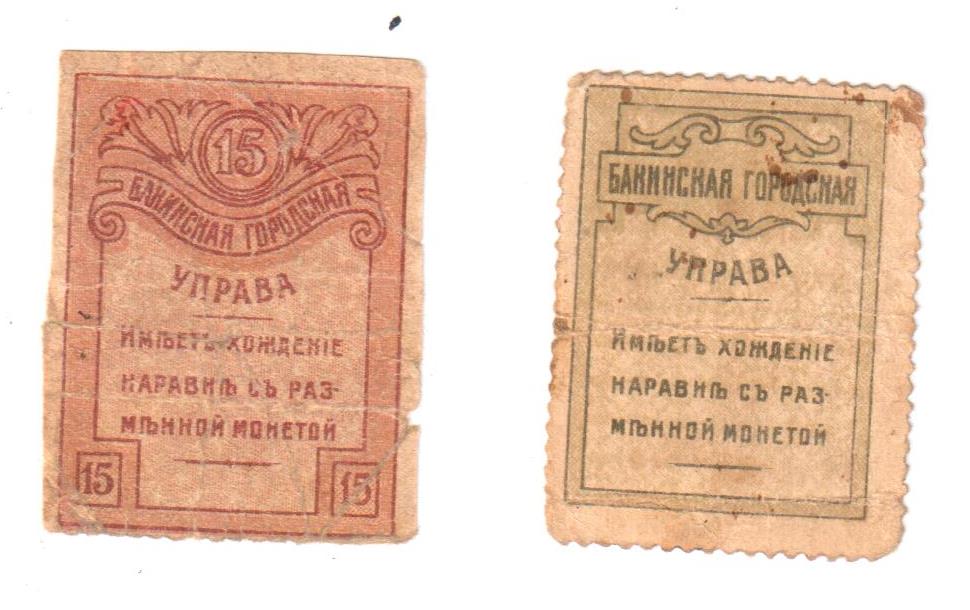 15
БАКИНСКАЯ ГОРОДСКАЯ
УПРАВА
ИМѢЕТЪ ХОЖДЕНІЕ
НАРАВНѢ СЪ РАЗ-
МѢННОЙ МОНЕТОЙ
15 15
БАКИНСКАЯ ГОРОДСКАЯ
УПРАВА
ИМѢЕТЪ ХОЖДЕНІЕ
НАРАВНѢ СЪ РАЗ-
МѢННОЙ МОНЕТОЙ